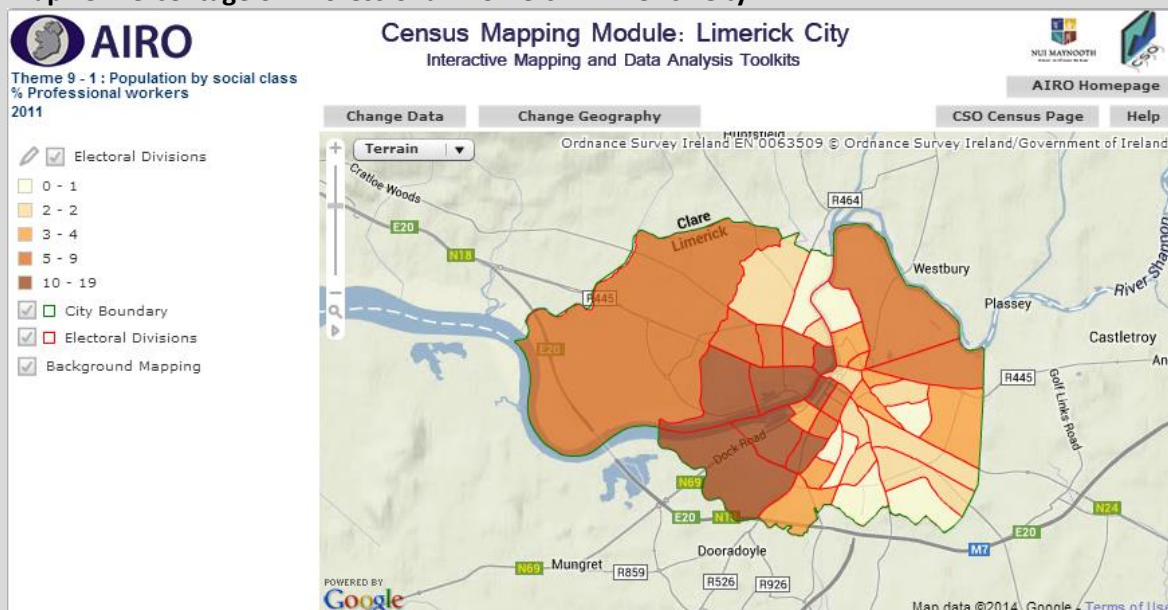 AIRO
Theme 9 - 1 : Population by social class
% Professional workers
2011
Census Mapping Module: Limerick City
Interactive Mapping and Data Analysis Toolkits
NUI MAYNOOTH
AIRO Homepage
Change Data
Change Geography
CSO Census Page
Help
Electoral Divisions
0 - 1
2 - 2
3 - 4
5 - 9
10 - 19
City Boundary
Electoral Divisions
Background Mapping
Terrain
Ordnance Survey Ireland EN 0063509 © Ordnance Survey Ireland/Government of Ireland
Cratloe Woods
R464
Clare
Limerick
E20
N18
Westbury
River Shannon
R445
Plassey
E20
Castletroy
R445
Golf Links Road
Dock Road
N69
E20
N24
E20
M7
Dooradoyle
N69
Mungret
R859
R526
R926
POWERED BY
Google
Map data ©2014 Google - Terms of Use